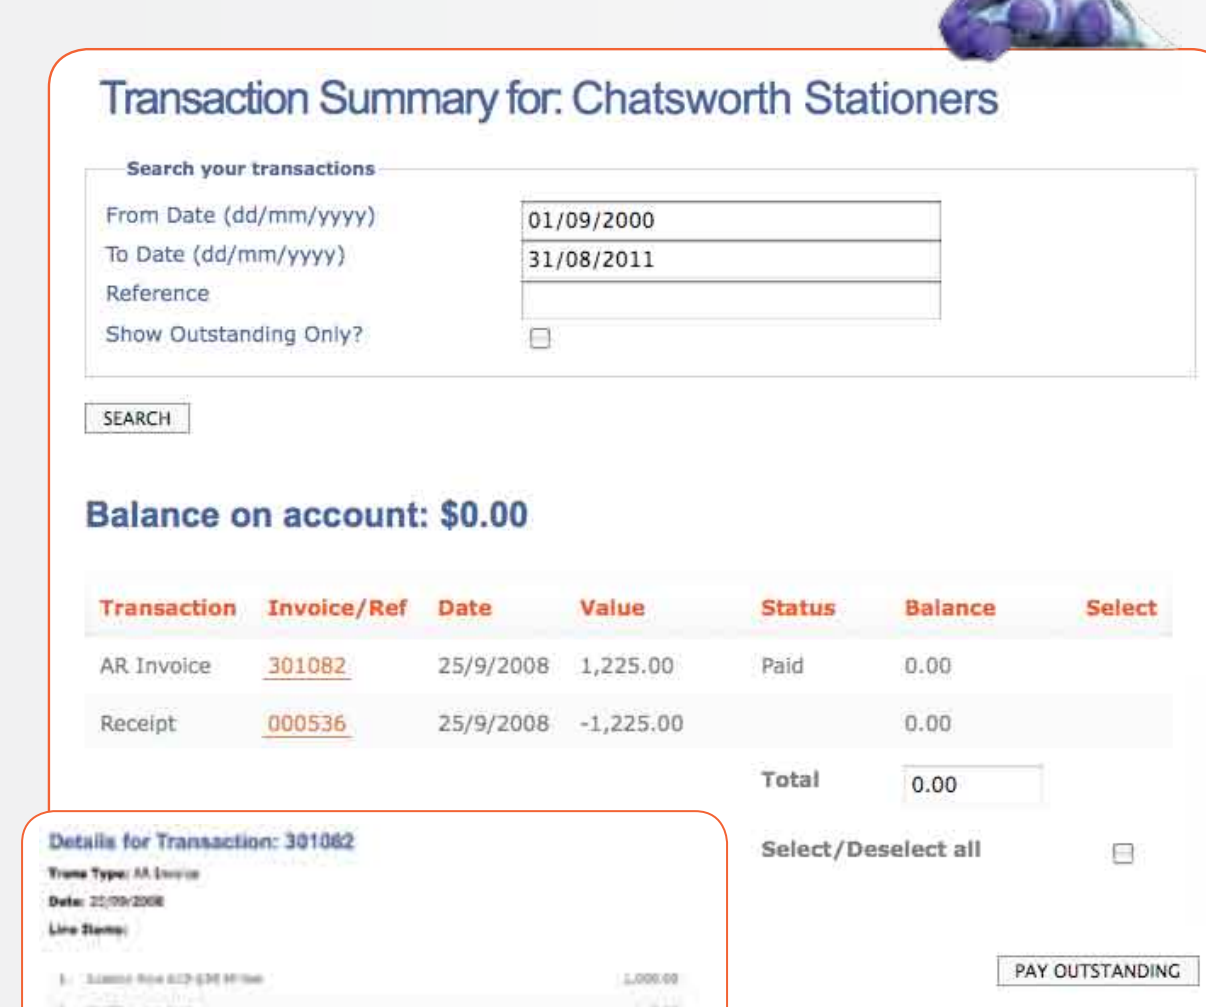 Transaction Summary for: Chatsworth Stationers
Search your transactions
From Date (dd/mm/yyyy) 01/09/2000
To Date (dd/mm/yyyy) 31/08/2011
Reference
Show Outstanding Only?
SEARCH
Balance on account: $0.00
Transaction Invoice/Ref Date Value Status Balance Select
AR Invoice 301082 25/9/2008 1,225.00 Paid 0.00
Receipt 000536 25/9/2008 -1,225.00 0.00
Total 0.00
Select/Deselect all
PAY OUTSTANDING
Details for Transaction: 301082
Trans Type: AR Invoice
Date: 25/09/2008
Line Items:
1. 1,000.00